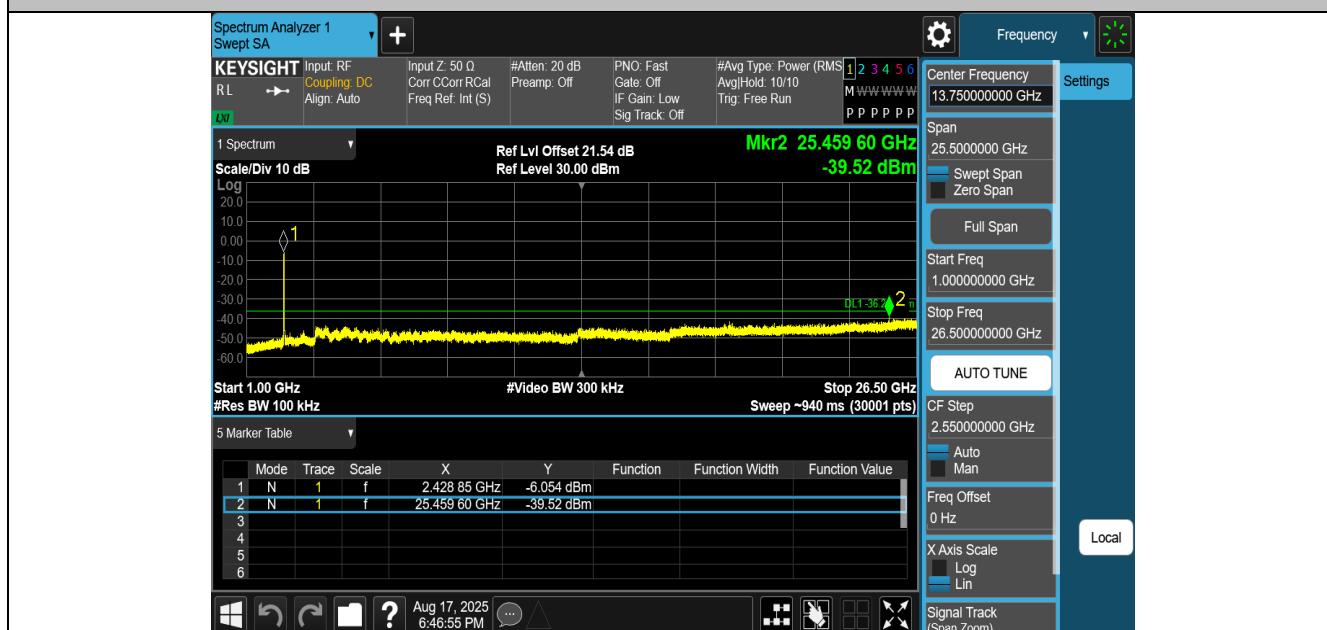 Spectrum Analyzer 1
Swept SA
+
Frequency
KEYSIGHT
RL
LXI
Input: RF
Coupling: DC
Align: Auto
Input Z: 50 Ω
Corr CCorr RCal
Freq Ref: Int (S)
#Atten: 20 dB
Preamp: Off
PNO: Fast
Gate: Off
IF Gain: Low
Sig Track: Off
#Avg Type: Power (RMS
Avg|Hold: 10/10
Trig: Free Run
1 2 3 4 5 6
M W W W W W
P P P P P P
1 Spectrum
Scale/Div 10 dB
Ref Lvl Offset 21.54 dB
Ref Level 30.00 dBm
Mkr2 25.459 60 GHz
-39.52 dBm
Log
20.0
10.0
0.00
-10.0
-20.0
-30.0
-40.0
-50.0
-60.0
1
DL1 -36.2
2
Start 1.00 GHz
#Video BW 300 kHz
Stop 26.50 GHz
#Res BW 100 kHz
Sweep ~940 ms (30001 pts)
5 Marker Table
Mode Trace Scale X Y Function Function Width Function Value
1 N 1 f 2.428 85 GHz -6.054 dBm
2 N 1 f 25.459 60 GHz -39.52 dBm
3
4
5
6
Aug 17, 2025
6:46:55 PM
Center Frequency
13.750000000 GHz
Settings
Span
25.5000000 GHz
Swept Span
Zero Span
Full Span
Start Freq
1.000000000 GHz
Stop Freq
26.500000000 GHz
AUTO TUNE
CF Step
2.550000000 GHz
Auto
Man
Freq Offset
0 Hz
X Axis Scale
Log
Lin
Signal Track
(Span Zoom)
Local